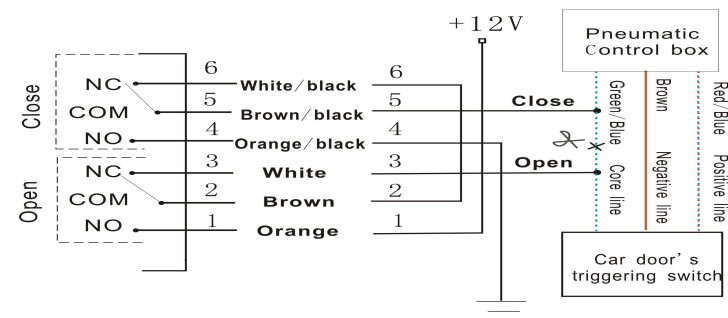 +12V
Pneumatic
Control box
Close
NC
COM
NO
6 White/black 6
5 Brown/black 5
4 Orange/black 4
Close
Open
NC
COM
NO
3 White 3
2 Brown 2
1 Orange 1
Open
Green/Blue Core line
Brown Negative line
Red/Blue Positive line
Car door's
triggering switch